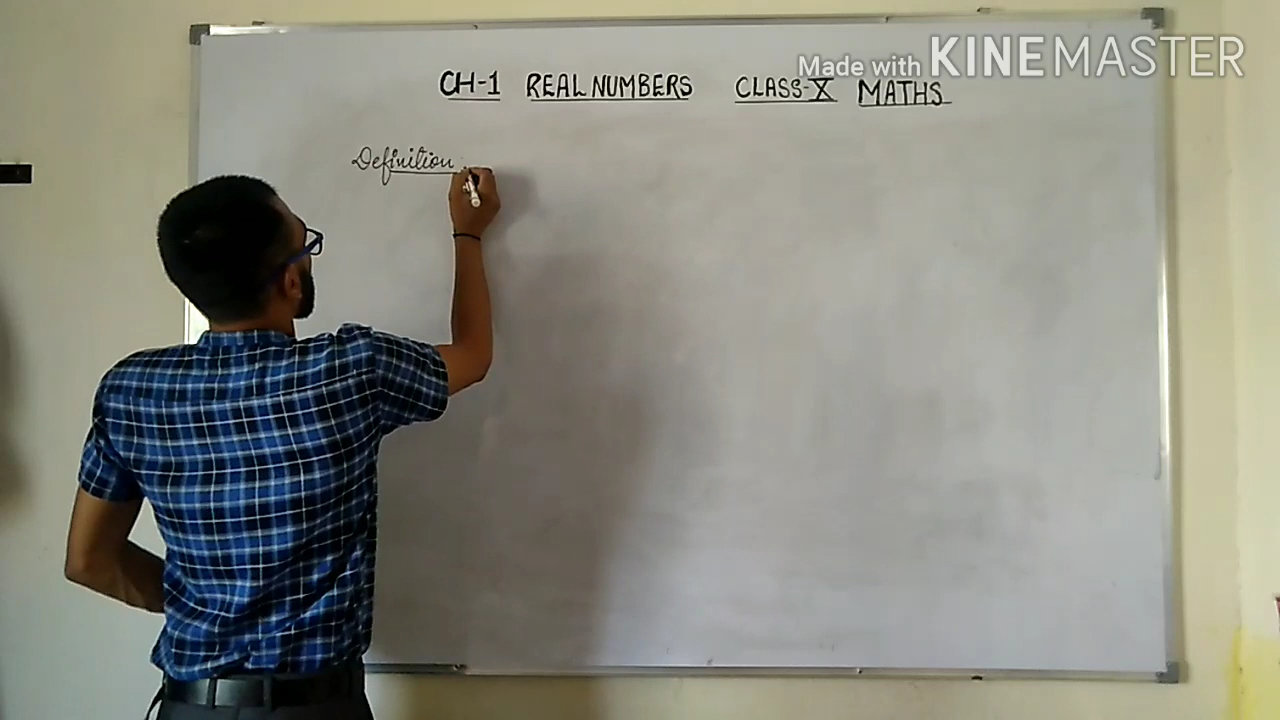 Made with KINEMASTER
CH-1 REAL NUMBERS CLASS-X MATHS
Definition